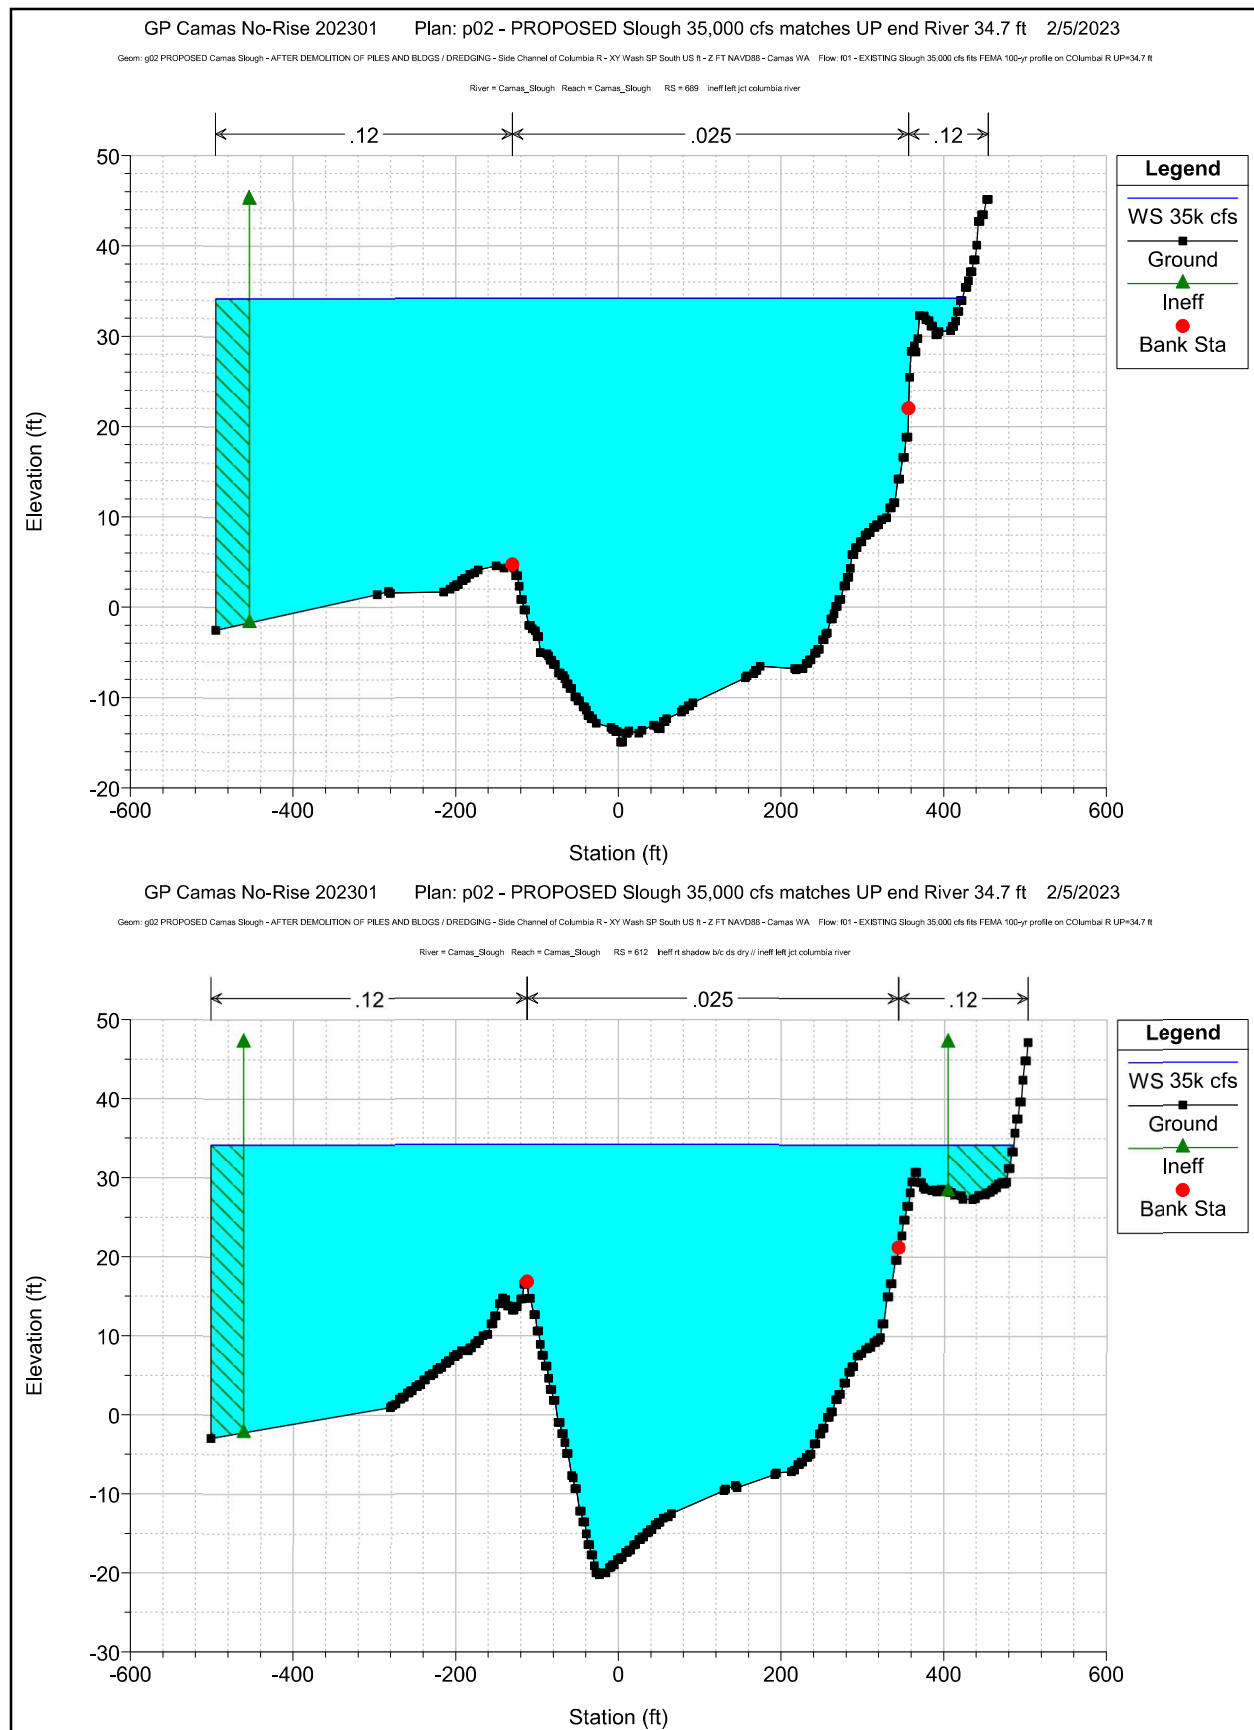 GP Camas No-Rise 202301 Plan: p02 - PROPOSED Slough 35,000 cfs matches UP end River 34.7 ft 2/5/2023
Geom: g02 PROPOSED Camas Slough - AFTER DEMOLITION OF PILES AND BLDGS / DREDGING - Side Channel of Columbia R - XY Wash SP South US ft - Z FT NAVD88 - Camas WA Flow: f01 - EXISTING Slough 35,000 cfs fits FEMA 100-yr profile on COlumbai R UP=34.7 ft
River = Camas_Slough Reach = Camas_Slough RS = 689 ineff left jct columbia river
.12 .025 .12
50
40
30
20
10
0
-10
-20
-600 -400 -200 0 200 400 600
Elevation (ft)
Station (ft)
Legend
WS 35k cfs
Ground
Ineff
Bank Sta
GP Camas No-Rise 202301 Plan: p02 - PROPOSED Slough 35,000 cfs matches UP end River 34.7 ft 2/5/2023
Geom: g02 PROPOSED Camas Slough - AFTER DEMOLITION OF PILES AND BLDGS / DREDGING - Side Channel of Columbia R - XY Wash SP South US ft - Z FT NAVD88 - Camas WA Flow: f01 - EXISTING Slough 35,000 cfs fits FEMA 100-yr profile on COlumbai R UP=34.7 ft
River = Camas_Slough Reach = Camas_Slough RS = 612 Ineff rt shadow b/c ds dry // ineff left jct columbia river
.12 .025 .12
50
40
30
20
10
0
-10
-20
-30
-600 -400 -200 0 200 400 600
Elevation (ft)
Station (ft)
Legend
WS 35k cfs
Ground
Ineff
Bank Sta